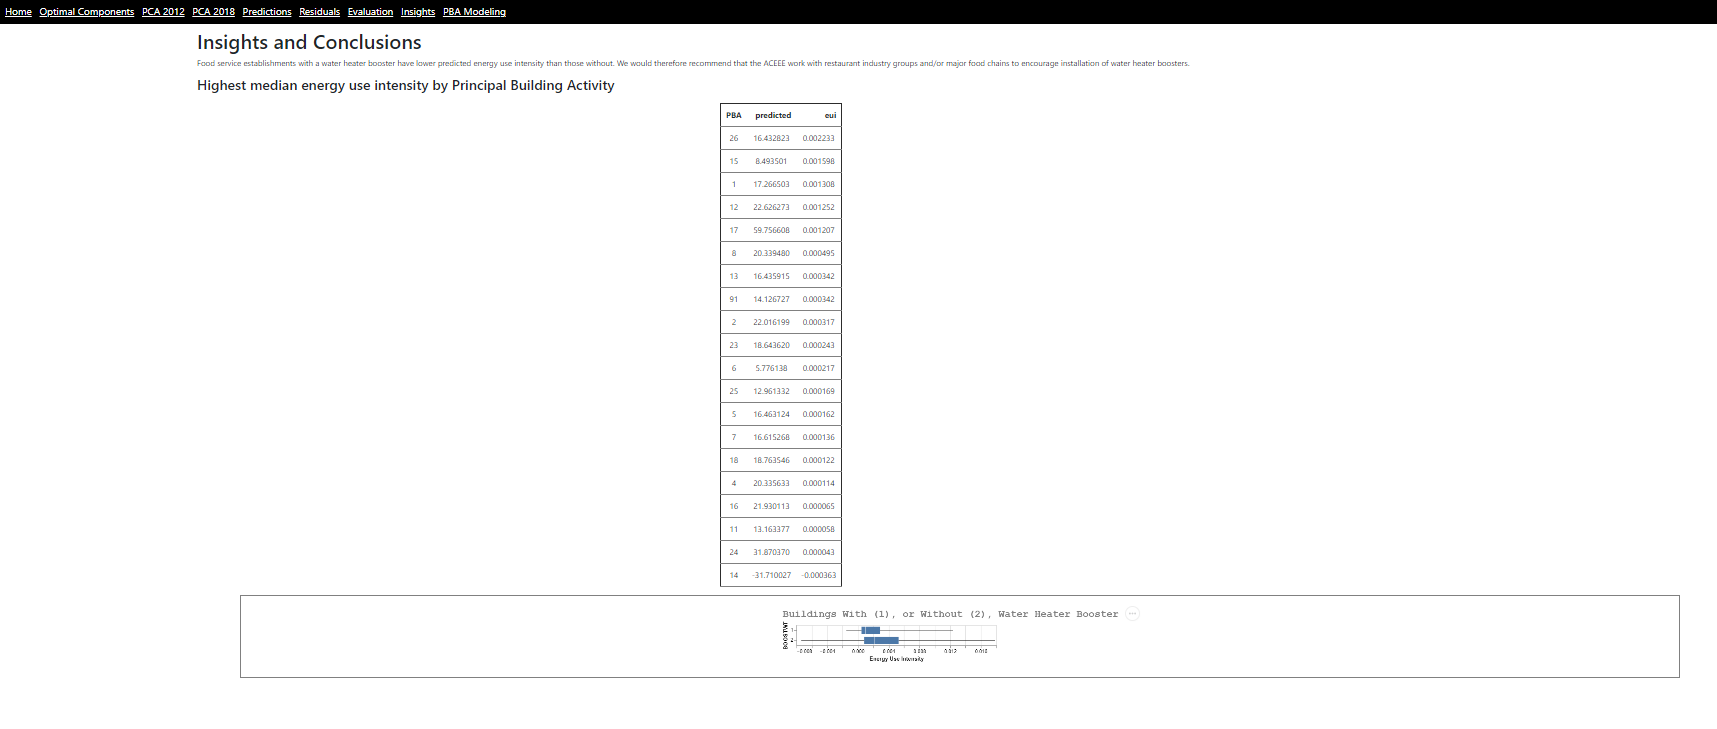 Home Optimal Components PCA 2012 PCA 2018 Predictions Residuals Evaluation Insights PBA Modeling
Insights and Conclusions
Food service establishments with a water heater booster have lower predicted energy use intensity than those without. We would therefore recommend that the ACEEE work with restaurant industry groups and/or major food chains to encourage installation of water heater boosters.
Highest median energy use intensity by Principal Building Activity
PBA predicted eui
26 16.432823 0.002233
15 8.493501 0.001598
1 17.266503 0.001308
12 22.626273 0.001252
17 59.756608 0.001207
8 20.339480 0.000495
13 16.435915 0.000342
91 14.126727 0.000342
2 22.016199 0.000317
23 18.643620 0.000243
6 5.776138 0.000217
25 12.961332 0.000169
5 16.463124 0.000162
7 16.615268 0.000136
18 18.763546 0.000122
4 20.335633 0.000114
16 21.930113 0.000065
11 13.163377 0.000058
24 31.870370 0.000043
14 -31.710027 -0.000363
Buildings With (1), or Without (2), Water Heater Booster
BOOSTWT
1
2
-0.008 -0.004 0.000 0.004 0.008 0.012 0.016
Energy Use Intensity